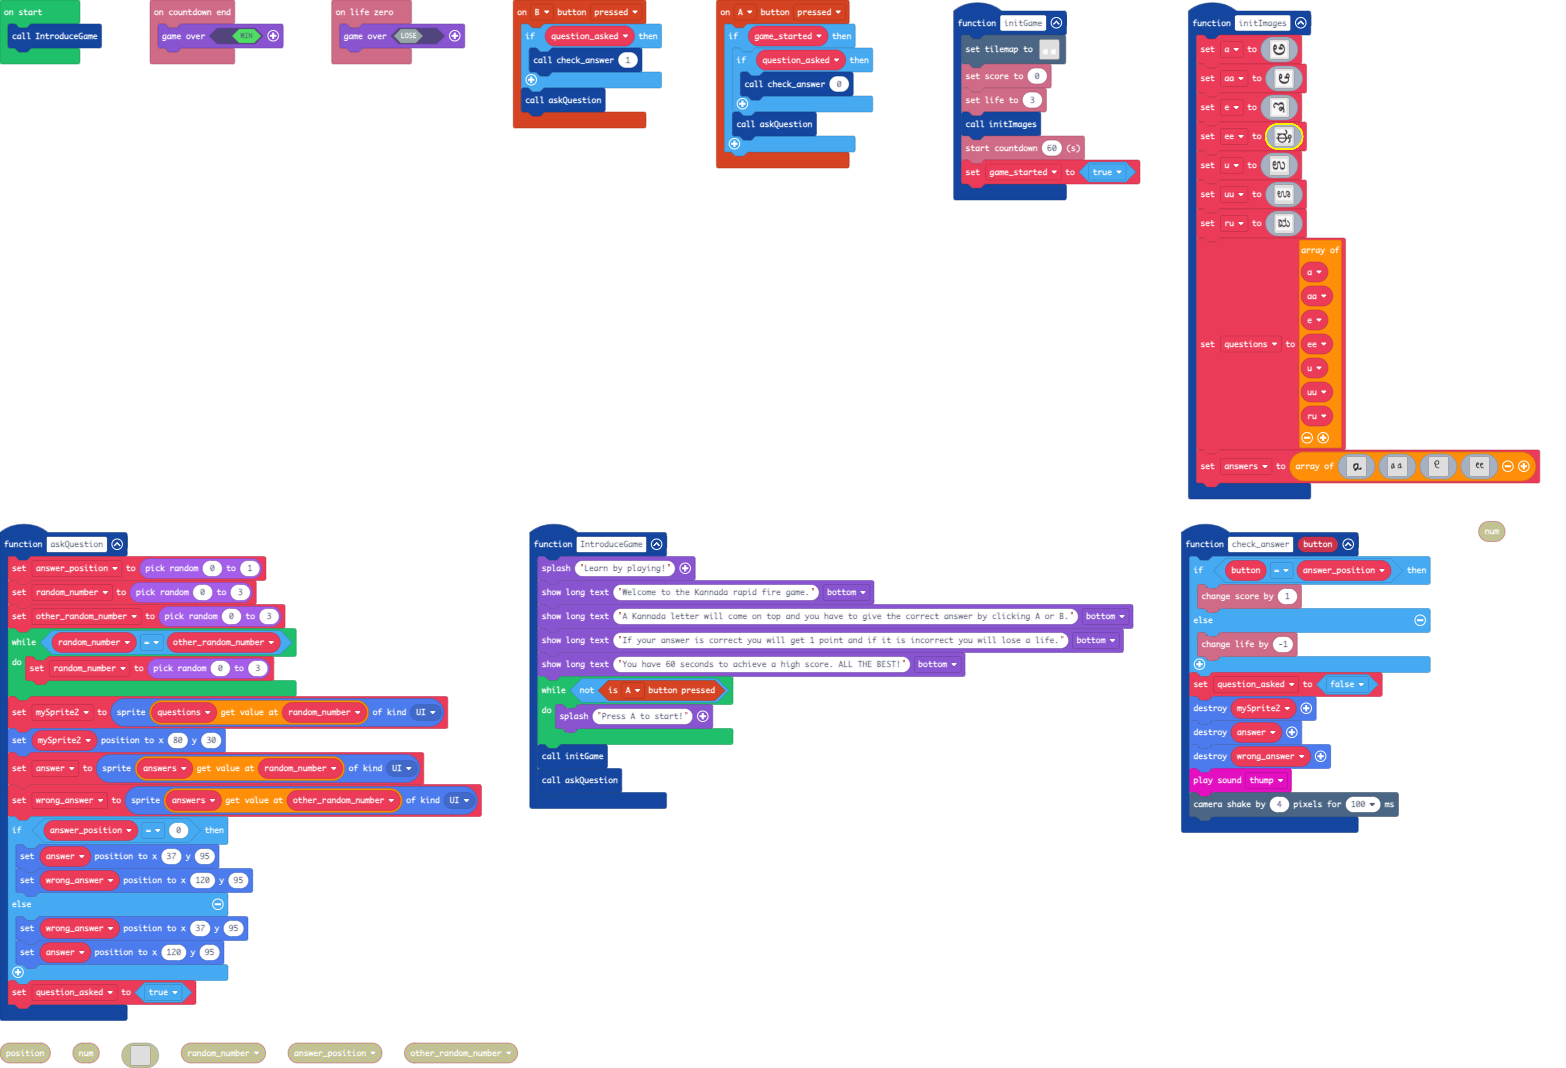 on start
call IntroduceGame
on countdown end
game over WIN
on life zero
game over LOSE
on B button pressed
if question_asked then
call check_answer 1
call askQuestion
on A button pressed
if game_started then
if question_asked then
call check_answer 0
call askQuestion
function initGame
set tilemap to
set score to 0
set life to 3
call initImages
start countdown 60 (s)
set game_started to true
function initImages
set a to ಅ
set aa to ಆ
set e to ಇ
set ee to ಈ
set u to ಉ
set uu to ಊ
set ru to ಋ
array of
a
aa
e
set questions to ee
u
uu
ru
set answers to array of a aa e ee
function askQuestion
set answer_position to pick random 0 to 1
set random_number to pick random 0 to 3
set other_random_number to pick random 0 to 3
while random_number = other_random_number
do set random_number to pick random 0 to 3
set mySprite2 to sprite questions get value at random_number of kind UI
set mySprite2 position to x 80 y 30
set answer to sprite answers get value at random_number of kind UI
set wrong_answer to sprite answers get value at other_random_number of kind UI
if answer_position = 0 then
set answer position to x 37 y 95
set wrong_answer position to x 120 y 95
else
set wrong_answer position to x 37 y 95
set answer position to x 120 y 95
set question_asked to true
function IntroduceGame
splash "Learn by playing!"
show long text "Welcome to the Kannada rapid fire game." bottom
show long text "A Kannada letter will come on top and you have to give the correct answer by clicking A or B." bottom
show long text "If your answer is correct you will get 1 point and if it is incorrect you will lose a life." bottom
show long text "You have 60 seconds to achieve a high score. ALL THE BEST!" bottom
while not is A button pressed
do splash "Press A to start!"
call initGame
call askQuestion
function check_answer button
if button = answer_position then
change score by 1
else
change life by -1
set question_asked to false
destroy mySprite2
destroy answer
destroy wrong_answer
play sound thump
camera shake by 4 pixels for 100 ms
num
position num random_number answer_position other_random_number